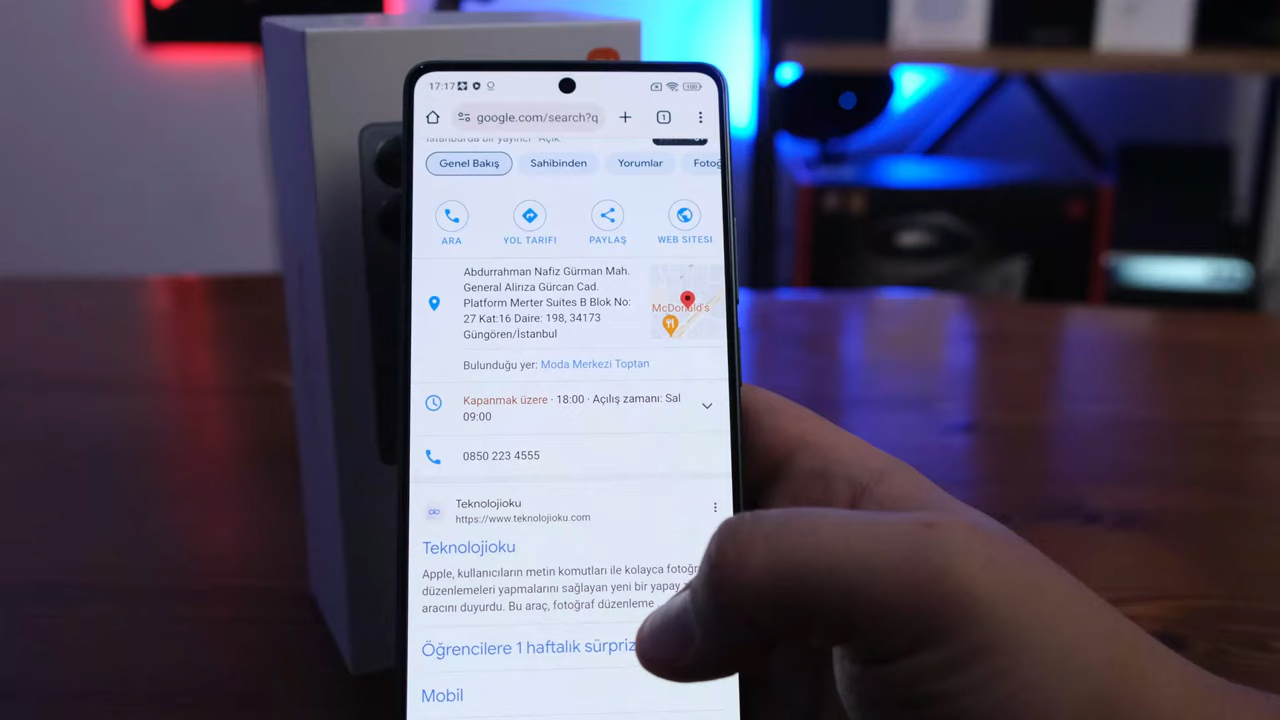 17:17
100
google.com/search?q
1
İstanbul'da bir yayıncı · Açık
Genel Bakış
Sahibinden
Yorumlar
Fotoğ
ARA
YOL TARİFİ
PAYLAŞ
WEB SİTESİ
Abdurrahman Nafiz Gürman Mah.
General Alirıza Gürcan Cad.
Platform Merter Suites B Blok No:
27 Kat:16 Daire: 198, 34173
Güngören/İstanbul
McDonald's
Bulunduğu yer: Moda Merkezi Toptan
Kapanmak üzere · 18:00 · Açılış zamanı: Sal
09:00
0850 223 4555
Teknolojioku
https://www.teknolojioku.com
Teknolojioku
Apple, kullanıcıların metin komutları ile kolayca fotoğr
düzenlemeleri yapmalarını sağlayan yeni bir yapay z
aracını duyurdu. Bu araç, fotoğraf düzenleme ...
Öğrencilere 1 haftalık sürpriz
Mobil